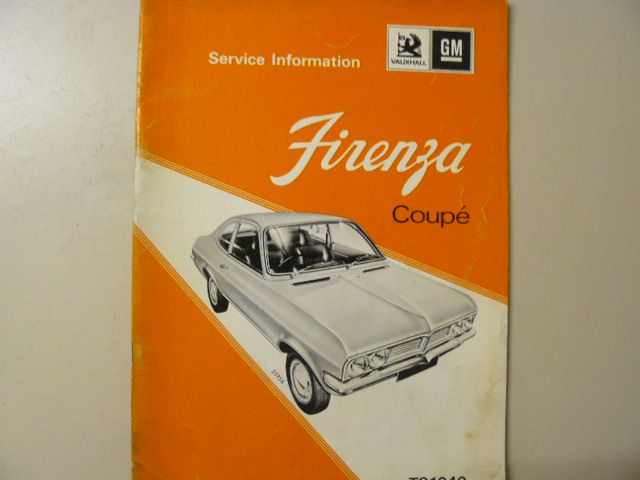 Service Information
VAUXHALL
GM
Firenza
Coupé